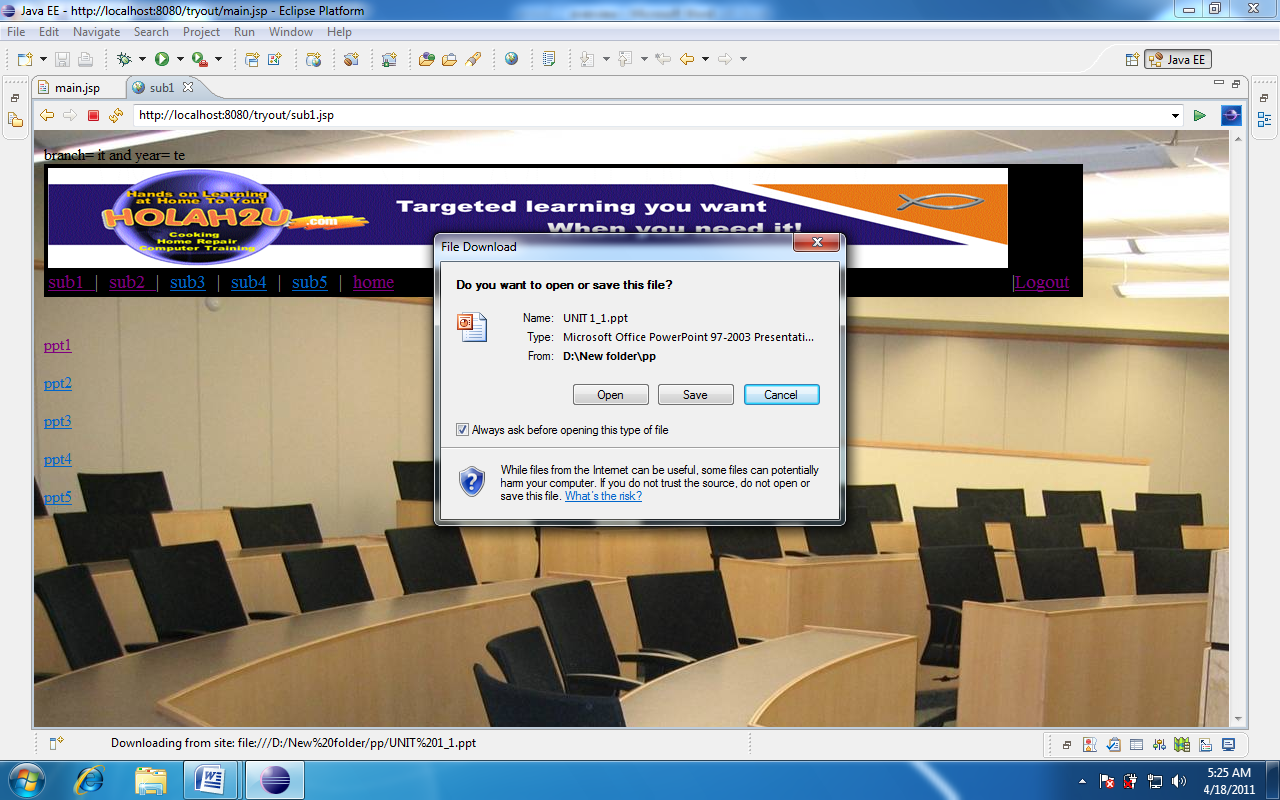 Java EE - http://localhost:8080/tryout/main.jsp - Eclipse Platform
File Edit Navigate Search Project Run Window Help
Java EE
main.jsp sub1
http://localhost:8080/tryout/sub1.jsp
branch= it and year= te
Hands on Learning
at Home To You!
HOLAH2U.com
Cooking
Home Repair
Computer Training
Targeted learning you want
When you need it!
sub1 | sub2 | sub3 | sub4 | sub5 | home |Logout
ppt1
ppt2
ppt3
ppt4
ppt5
File Download
Do you want to open or save this file?
Name: UNIT 1_1.ppt
Type: Microsoft Office PowerPoint 97-2003 Presentati...
From: D:\New folder\pp
Open Save Cancel
Always ask before opening this type of file
While files from the Internet can be useful, some files can potentially
harm your computer. If you do not trust the source, do not open or
save this file. What's the risk?
Downloading from site: file:///D:/New%20folder/pp/UNIT%201_1.ppt
5:25 AM
4/18/2011